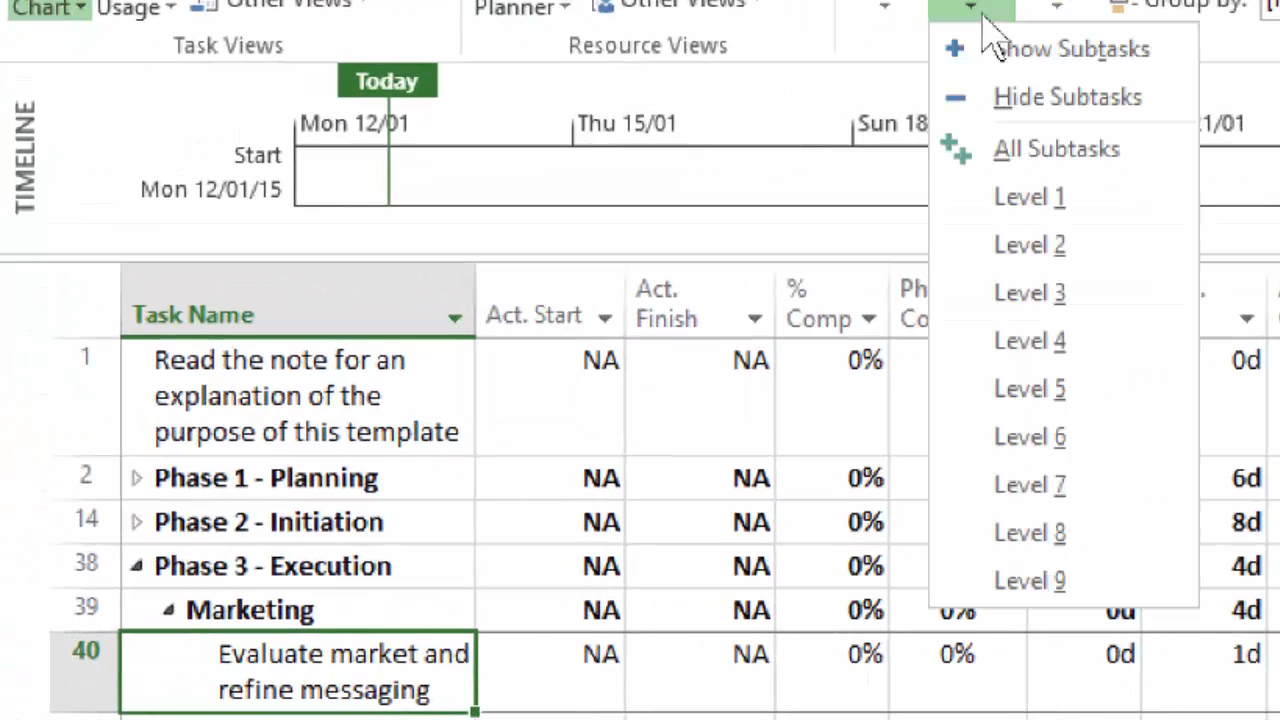 Chart Usage Other Views Planner Other Views Group by:
Task Views Resource Views
Show Subtasks
Hide Subtasks
All Subtasks
Level 1
Level 2
Level 3
Level 4
Level 5
Level 6
Level 7
Level 8
Level 9
TIMELINE
Today
Mon 12/01 Thu 15/01 Sun 18 1/01
Start
Mon 12/01/15
Task Name Act. Start Act. Finish % Comp Ph Co
1 Read the note for an NA NA 0% 0d
explanation of the
purpose of this template
2 Phase 1 - Planning NA NA 0% 6d
14 Phase 2 - Initiation NA NA 0% 8d
38 Phase 3 - Execution NA NA 0% 4d
39 Marketing NA NA 0% 0% 0d 4d
40 Evaluate market and NA NA 0% 0% 0d 1d
refine messaging